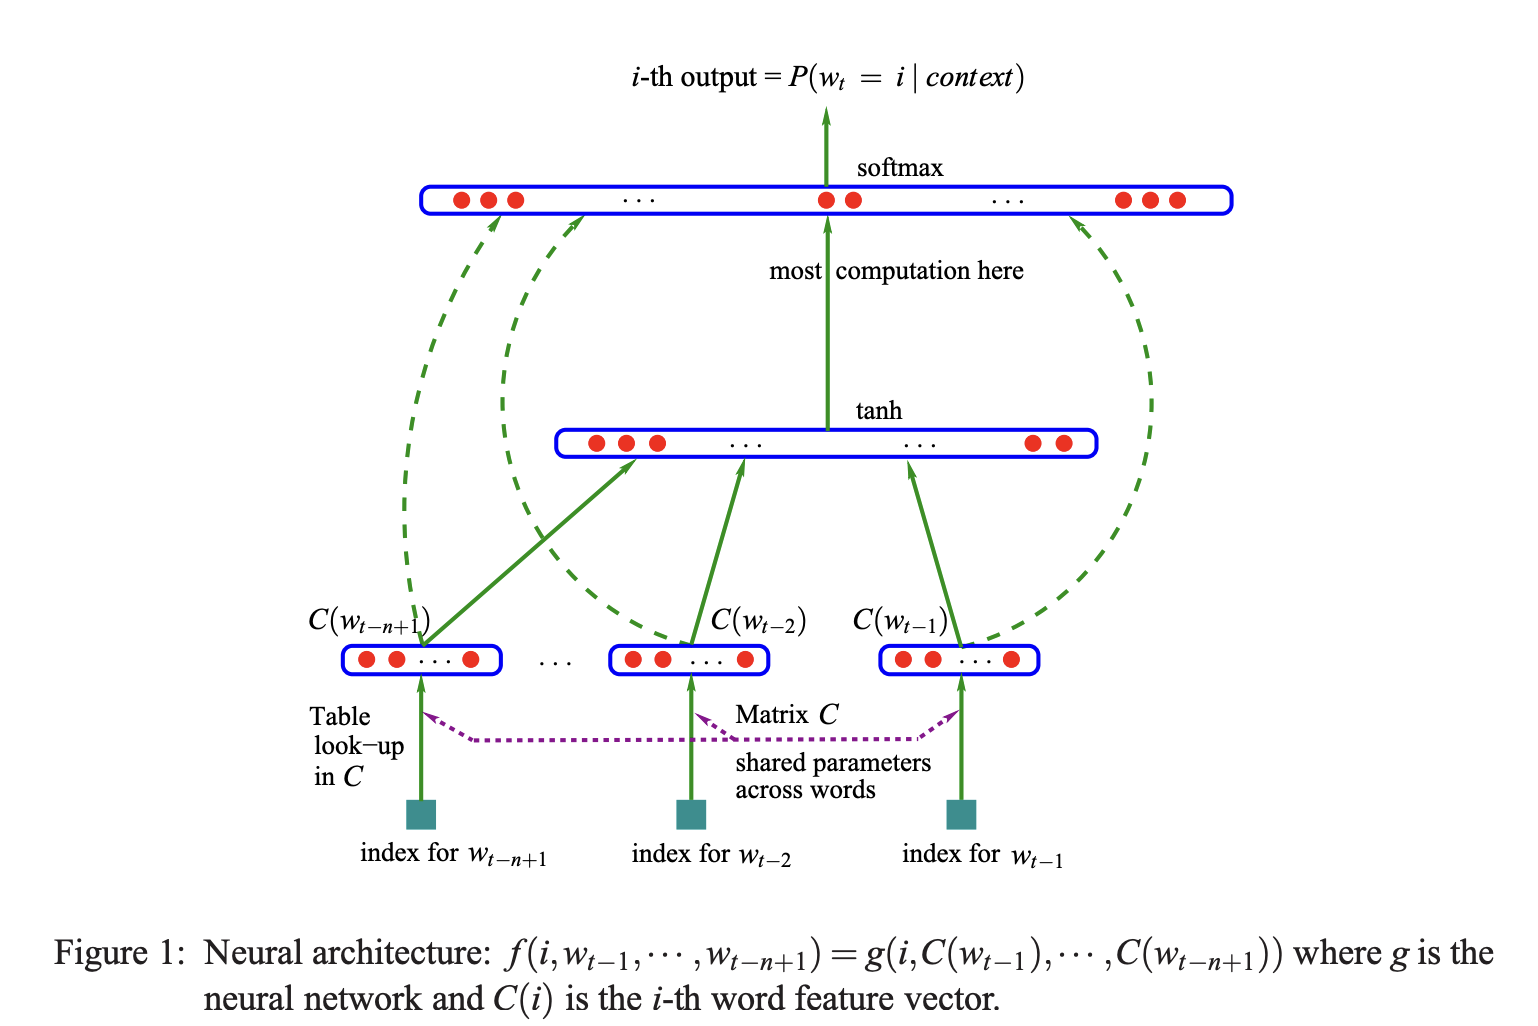 i-th output = P(w_t = i | context)
softmax
. . .
. . .
most computation here
tanh
. . .
. . .
C(w_{t−n+1})
C(w_{t−2})
C(w_{t−1})
. . .
. . .
. . .
. . .
Table
look−up
in C
Matrix C
shared parameters
across words
index for w_{t−n+1}
index for w_{t−2}
index for w_{t−1}
Figure 1: Neural architecture: f(i, w_{t−1}, ⋯ , w_{t−n+1}) = g(i, C(w_{t−1}), ⋯ , C(w_{t−n+1})) where g is the
neural network and C(i) is the i-th word feature vector.